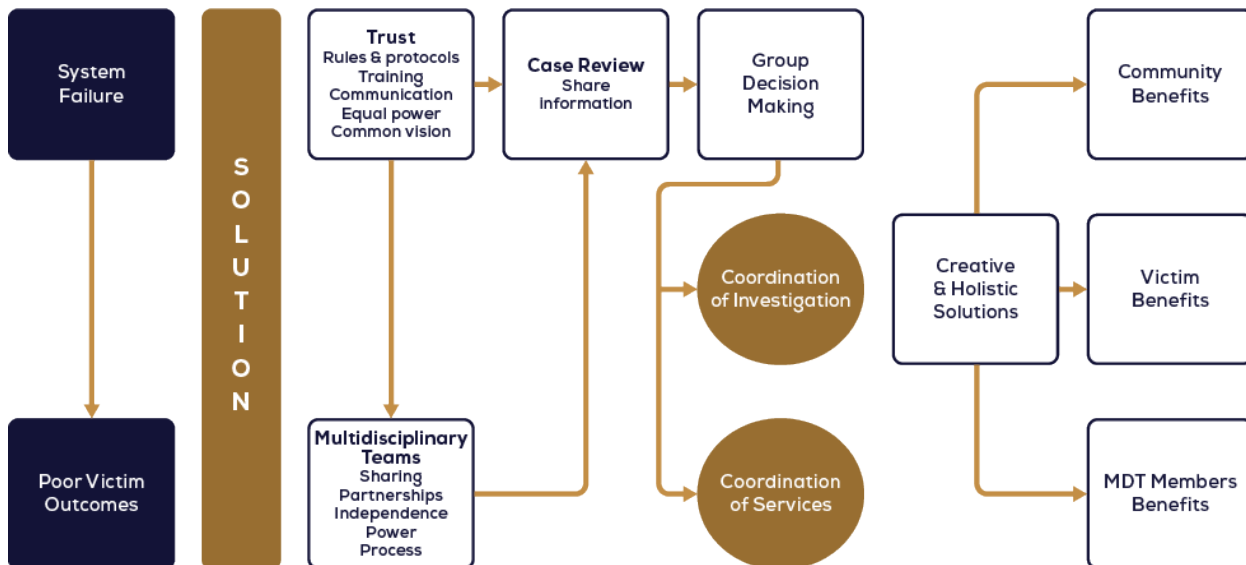 System
Failure
Poor Victim
Outcomes
SOLUTION
Trust
Rules & protocols
Training
Communication
Equal power
Common vision
Multidisciplinary
Teams
Sharing
Partnerships
Independence
Power
Process
Case Review
Share
information
Group
Decision
Making
Coordination
of Investigation
Coordination
of Services
Creative
& Holistic
Solutions
Community
Benefits
Victim
Benefits
MDT Members
Benefits